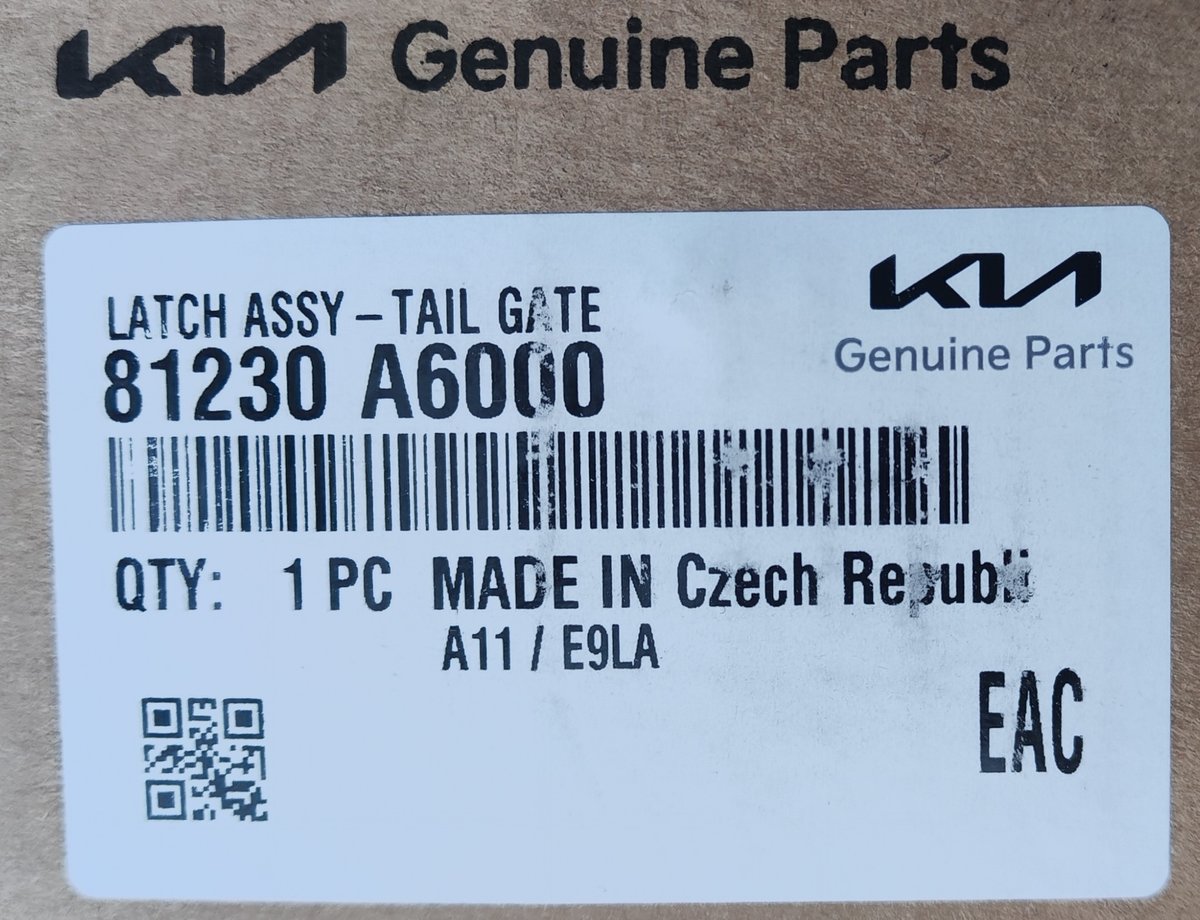 KIA Genuine Parts
KIA
Genuine Parts
LATCH ASSY-TAIL GATE
81230 A6000
QTY: 1 PC MADE IN Czech Republi
A11 / E9LA
EAC